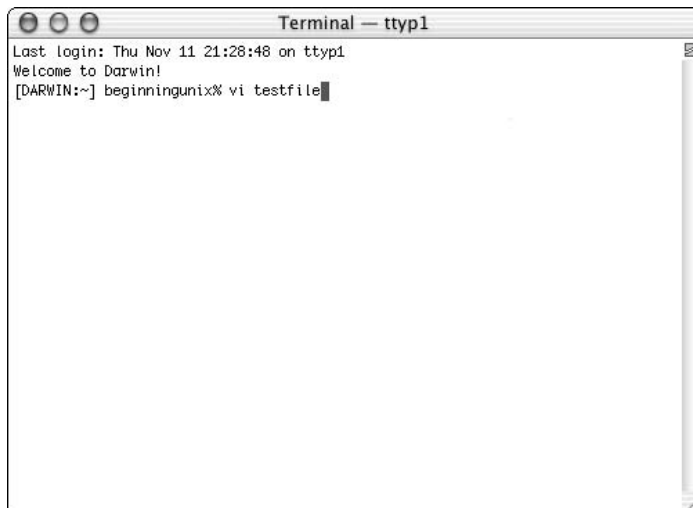 Terminal — ttyp1
Last login: Thu Nov 11 21:28:48 on ttyp1
Welcome to Darwin!
[DARWIN:~] beginningunix% vi testfile